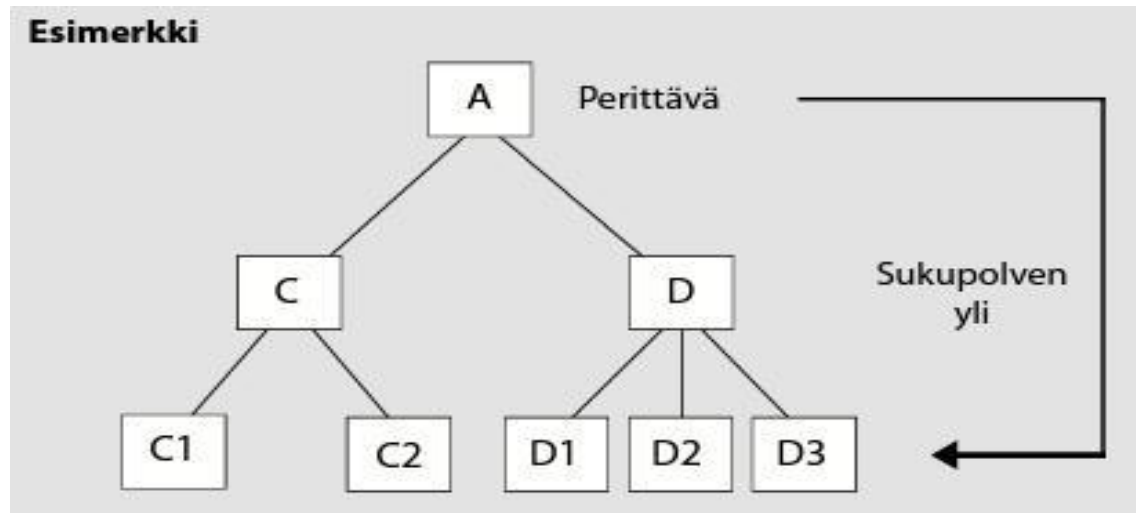 Esimerkki
A Perittävä
C D
Sukupolven
yli
C1 C2 D1 D2 D3